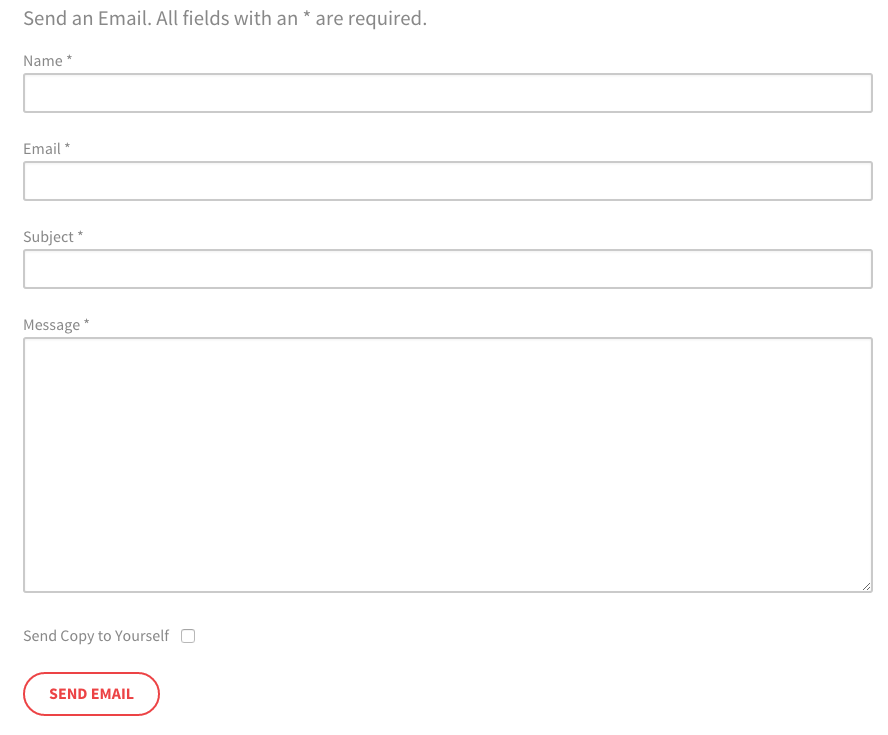 Send an Email. All fields with an * are required.
Name *
Email *
Subject *
Message *
Send Copy to Yourself
SEND EMAIL